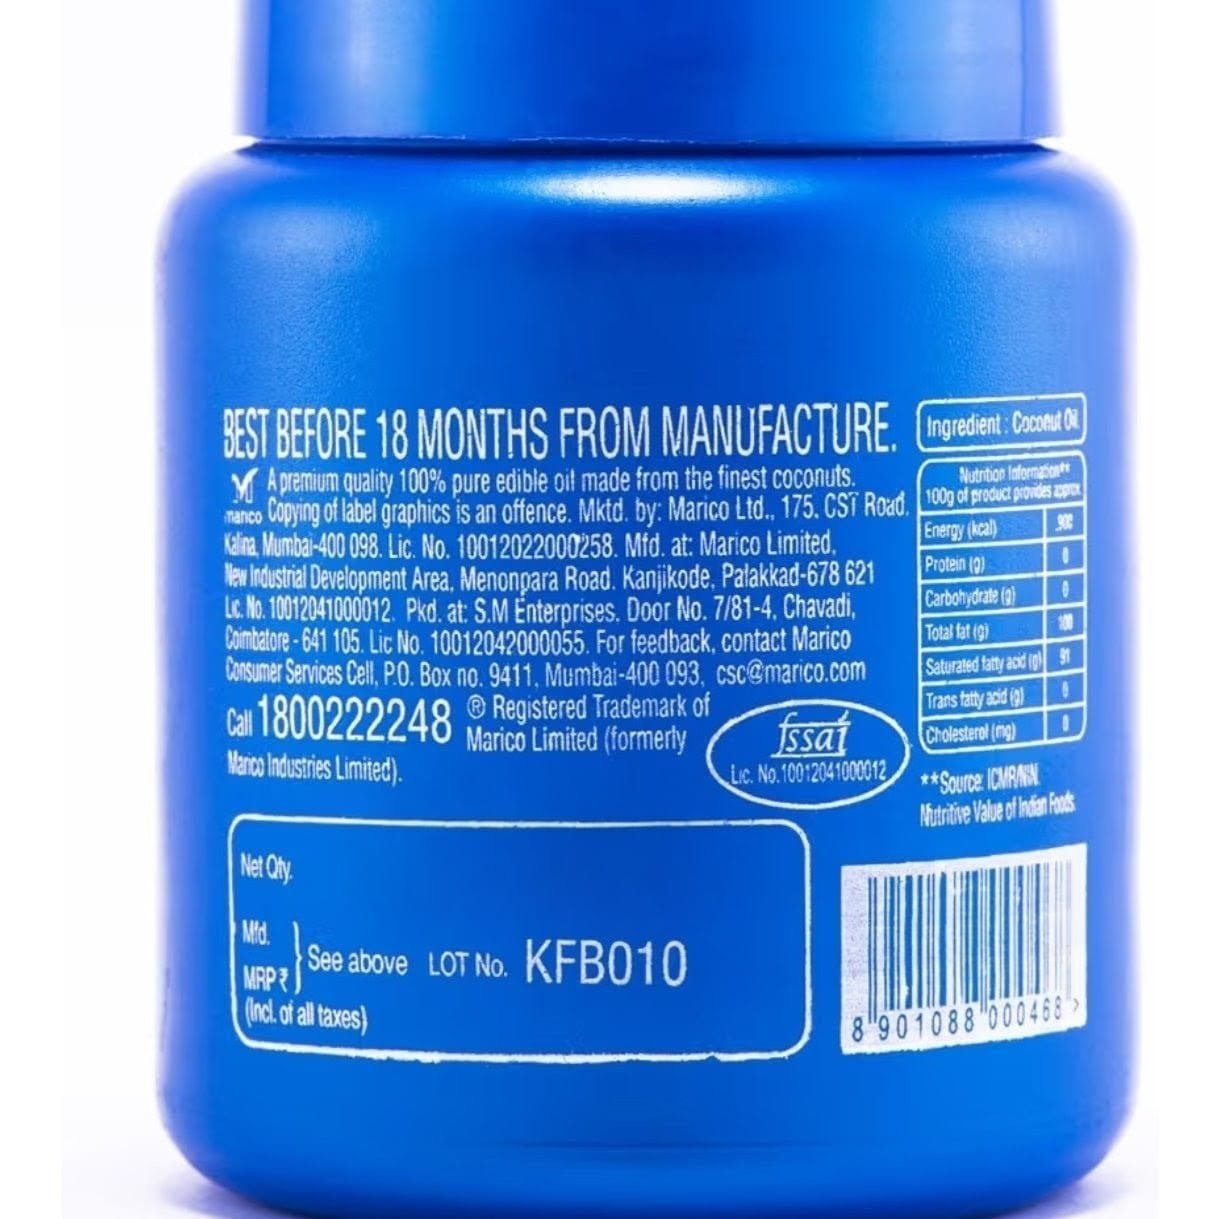 BEST BEFORE 18 MONTHS FROM MANUFACTURE.
A premium quality 100% pure edible oil made from the finest coconuts.
marico Copying of label graphics is an offence. Mktd. by: Marico Ltd., 175, CST Road,
Kalina, Mumbai-400 098. Lic. No. 10012022000258. Mfd. at: Marico Limited,
New Industrial Development Area, Menonpara Road. Kanjikode, Palakkad-678 621
Lic. No. 10012041000012. Pkd. at: S.M Enterprises, Door No. 7/81-4, Chavadi,
Coimbatore - 641 105. Lic No. 10012042000055. For feedback, contact Marico
Consumer Services Cell, P.O. Box no. 9411, Mumbai-400 093, csc@marico.com
Call 1800222248 ® Registered Trademark of
Marico Limited (formerly
Marico Industries Limited).
fssai
Lic. No.10012041000012
Ingredient : Coconut Oil
Nutrition Information**
100g of product provides approx.
Energy (kcal) 900
Protein (g) 0
Carbohydrate (g) 0
Total fat (g) 100
Saturated fatty acid (g) 91
Trans fatty acid (g) 0
Cholesterol (mg) 0
**Source: ICMR/NIN.
Nutritive Value of Indian Foods.
Net Qty.
Mfd.
MRP ₹
(Incl. of all taxes)
See above LOT No. KFB010
8 901088 000468 >